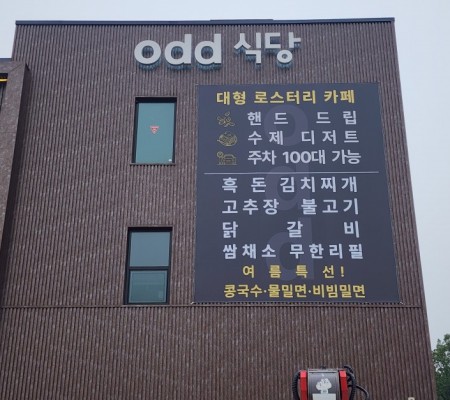 odd 식당
대형 로스터리 카페
핸드 드립
수제 디저트
주차 100대 가능
흑돈 김치찌개
고추장 불고기
닭갈비
쌈채소 무한리필
여름특선!
콩국수·물밀면·비빔밀면